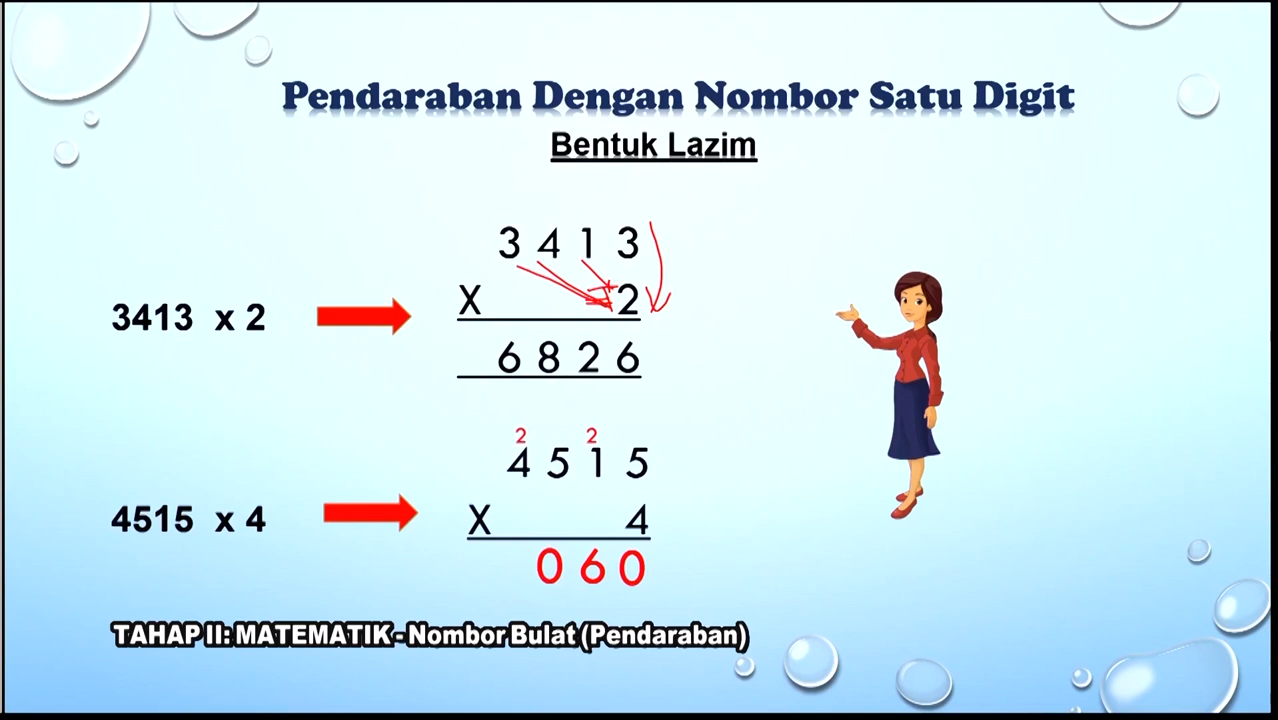 Pendaraban Dengan Nombor Satu Digit
Bentuk Lazim
3413 x 2
3 4 1 3
X 2
6 8 2 6
4515 x 4
2 2
4 5 1 5
X 4
0 6 0
TAHAP II: MATEMATIK - Nombor Bulat (Pendaraban)